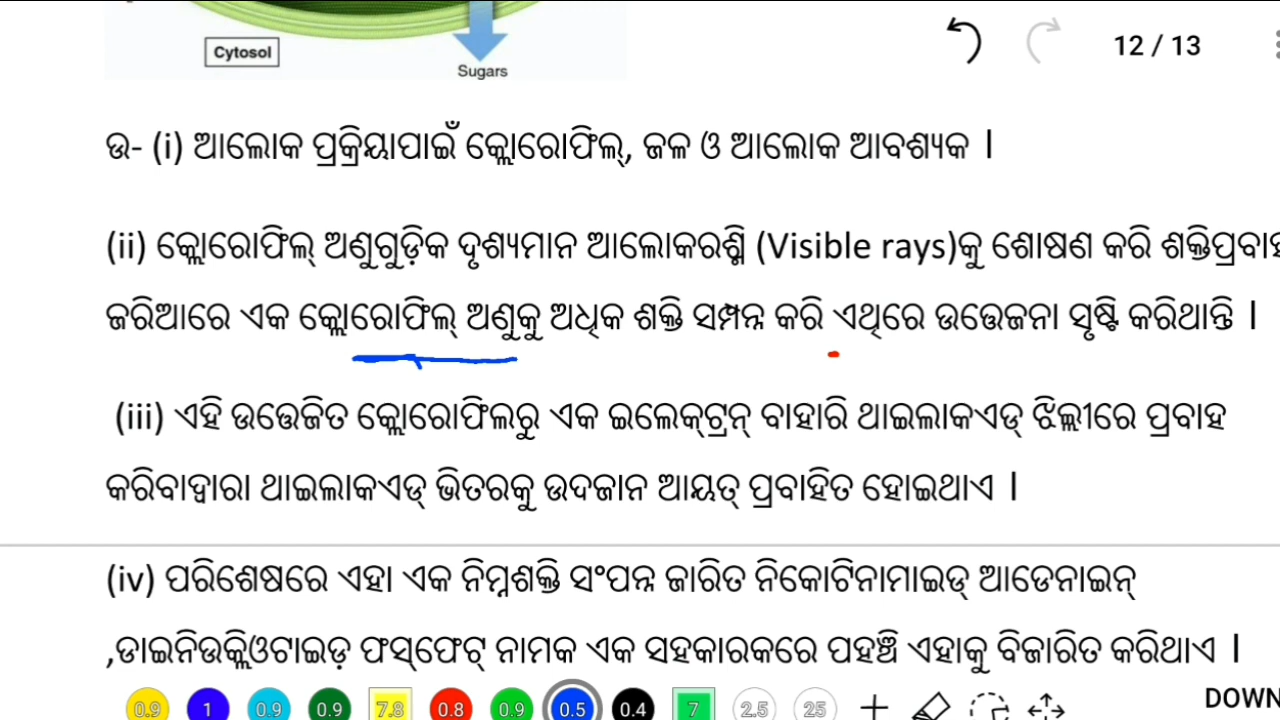 Cytosol
Sugars
12 / 13
ଉ- (i) ଆଲୋକ ପ୍ରକ୍ରିୟାପାଇଁ କ୍ଲୋରୋଫିଲ୍, ଜଳ ଓ ଆଲୋକ ଆବଶ୍ୟକ ।
(ii) କ୍ଲୋରୋଫିଲ୍ ଅଣୁଗୁଡ଼ିକ ଦୃଶ୍ୟମାନ ଆଲୋକରଶ୍ମି (Visible rays)କୁ ଶୋଷଣ କରି
ଜରିଆରେ ଏକ କ୍ଲୋରୋଫିଲ୍ ଅଣୁକୁ ଅଧିକ ଶକ୍ତି ସମ୍ପନ୍ନ କରି ଏଥିରେ ଉତ୍ତେଜନା ସୃଷ୍ଟି କରିଥାନ୍ତି ।
(iii) ଏହି ଉତ୍ତେଜିତ କ୍ଲୋରୋଫିଲରୁ ଏକ ଇଲେକ୍ଟ୍ରନ୍ ବାହାରି ଥାଇଲାକଏଡ୍ ଝିଲ୍ଲୀରେ ପ୍ରବାହ
କରିବାଦ୍ୱାରା ଥାଇଲାକଏଡ୍ ଭିତରକୁ ଉଦଜାନ ଆୟତ୍ ପ୍ରବାହିତ ହୋଇଥାଏ ।
(iv) ପରିଶେଷରେ ଏହା ଏକ ନିମ୍ନଶକ୍ତି ସଂପନ୍ନ ଜାରିତ ନିକୋଟିନାମାଇଡ୍ ଆଡେନାଇନ୍
,ଡାଇନିଉକ୍ଲିଓଟାଇଡ଼ ଫସ୍‌ଫେଟ୍ ନାମକ ଏକ ସହକାରକରେ ପହଞ୍ଚି ଏହାକୁ ବିଜାରିତ କରିଥାଏ ।
0.9 1 0.9 0.9 7.8 0.8 0.9 0.5 0.4 7 2.5 25